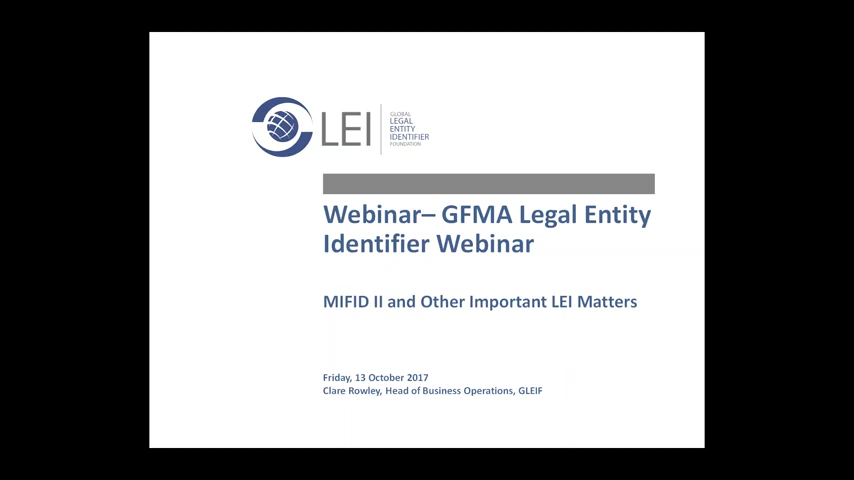 LEI
GLOBAL
LEGAL
ENTITY
IDENTIFIER
FOUNDATION
Webinar– GFMA Legal Entity
Identifier Webinar
MIFID II and Other Important LEI Matters
Friday, 13 October 2017
Clare Rowley, Head of Business Operations, GLEIF